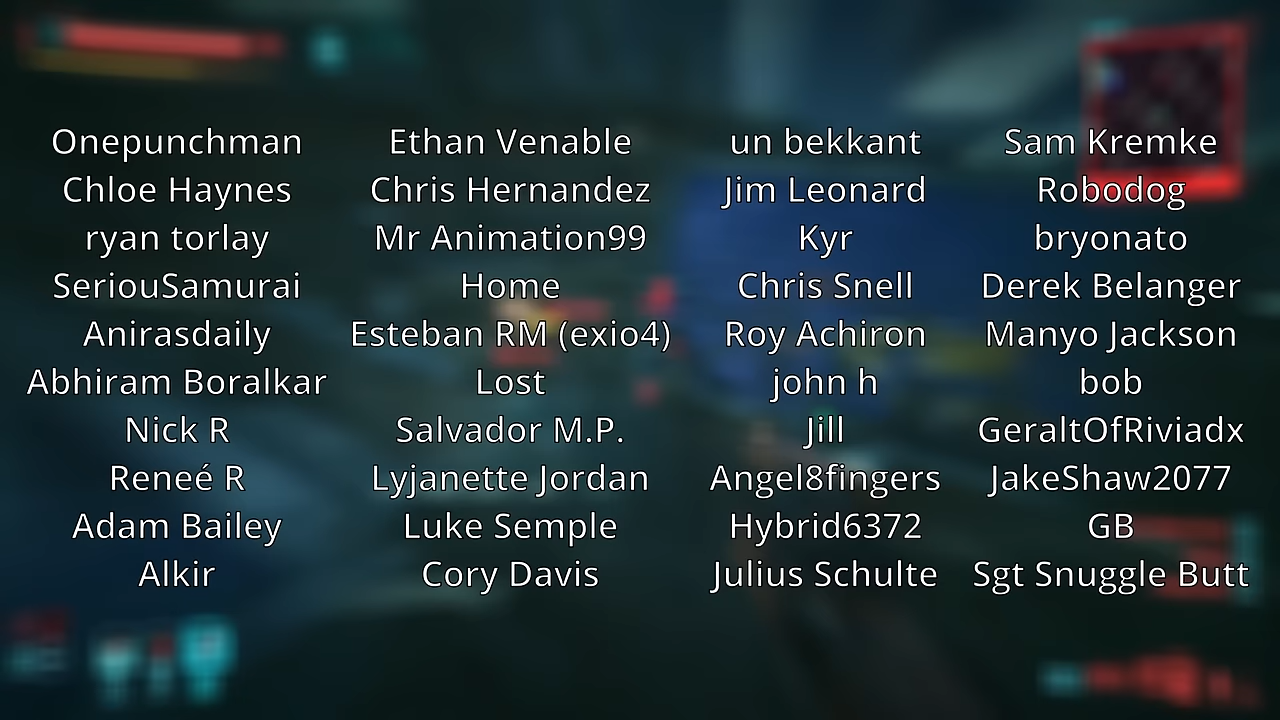 Onepunchman Ethan Venable un bekkant Sam Kremke
Chloe Haynes Chris Hernandez Jim Leonard Robodog
ryan torlay Mr Animation99 Kyr bryonato
SeriouSamurai Home Chris Snell Derek Belanger
Anirasdaily Esteban RM (exio4) Roy Achiron Manyo Jackson
Abhiram Boralkar Lost john h bob
Nick R Salvador M.P. Jill GeraltOfRiviadx
Reneé R Lyjanette Jordan Angel8fingers JakeShaw2077
Adam Bailey Luke Semple Hybrid6372 GB
Alkir Cory Davis Julius Schulte Sgt Snuggle Butt